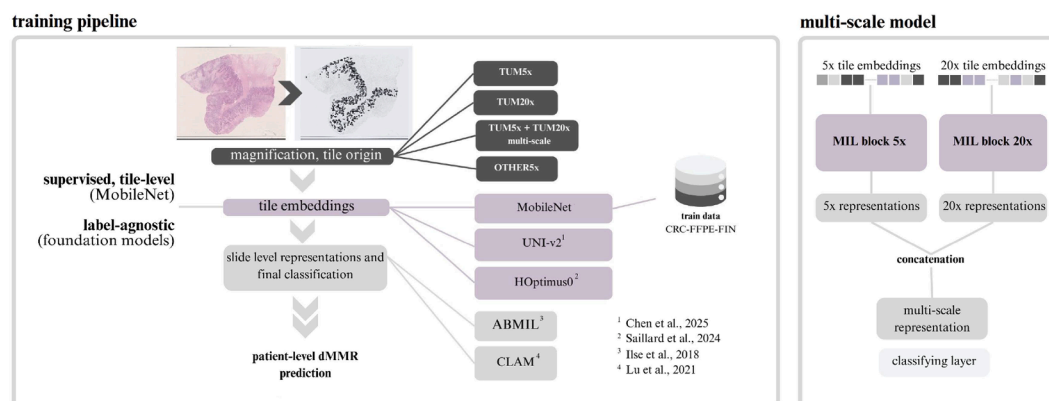 training pipeline
TUM5x
TUM20x
TUM5x + TUM20x
multi-scale
OTHER5x
magnification, tile origin
supervised, tile-level
(MobileNet)
label-agnostic
(foundation models)
tile embeddings
MobileNet
UNI-v2¹
HOptimus0²
train data
CRC-FFPE-FIN
slide level representations and
final classification
ABMIL³
CLAM⁴
patient-level dMMR
prediction
¹ Chen et al., 2025
² Saillard et al., 2024
³ Ilse et al., 2018
⁴ Lu et al., 2021
multi-scale model
5x tile embeddings
20x tile embeddings
MIL block 5x
MIL block 20x
5x representations
20x representations
concatenation
multi-scale
representation
classifying layer